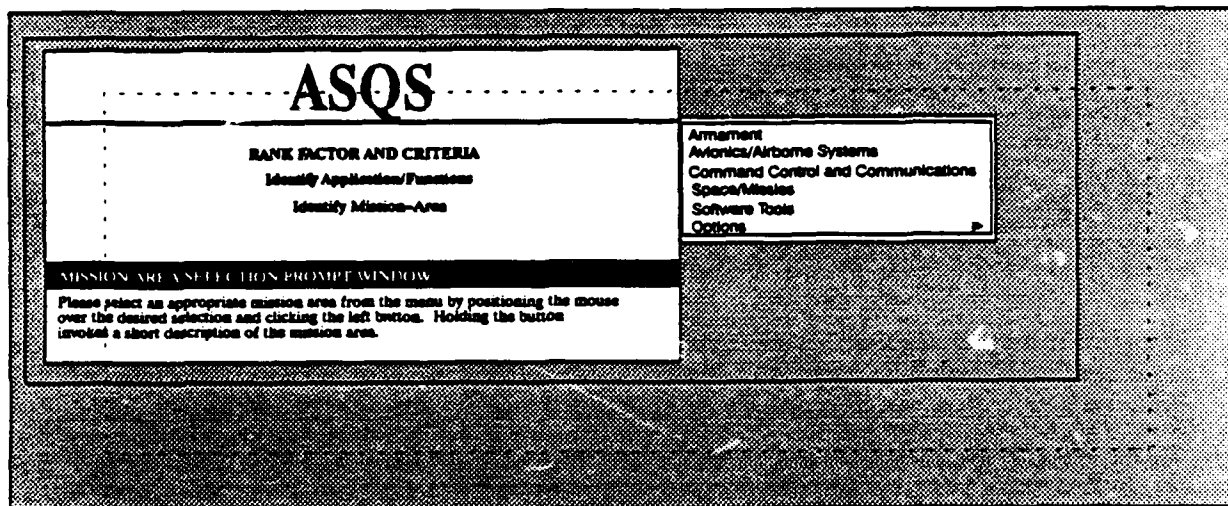 ASQS
RANK FACTOR AND CRITERIA
Identify Application/Functions
Identify Mission-Area
MISSION AREA SELECTION PROMPT WINDOW
Please select an appropriate mission area from the menu by positioning the mouse
over the desired selection and clicking the left button. Holding the button
invokes a short description of the mission area.
Armament
Avionics/Airborne Systems
Command Control and Communications
Space/Missles
Software Tools
Options